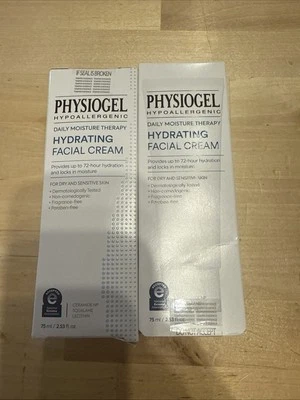 IF SEAL IS BROKEN
PHYSIOGEL
HYPOALLERGENIC
DAILY MOISTURE THERAPY
HYDRATING
FACIAL CREAM
Provides up to 72-hour hydration
and locks in moisture
FOR DRY AND SENSITIVE SKIN
• Dermatologically Tested
• Non-comedogenic
• Fragrance-free
• Paraben-free
75 ml / 2.53 fl oz
PHYSIOGEL
HYPOALLERGENIC
DAILY MOISTURE THERAPY
HYDRATING
FACIAL CREAM
Provides up to 72-hour hydration
and locks in moisture
FOR DRY AND SENSITIVE SKIN
• Dermatologically Tested
• Non-comedogenic
• Fragrance-free
• Paraben-free
75 ml / 2.53 fl oz
DO NOT ACCEPT